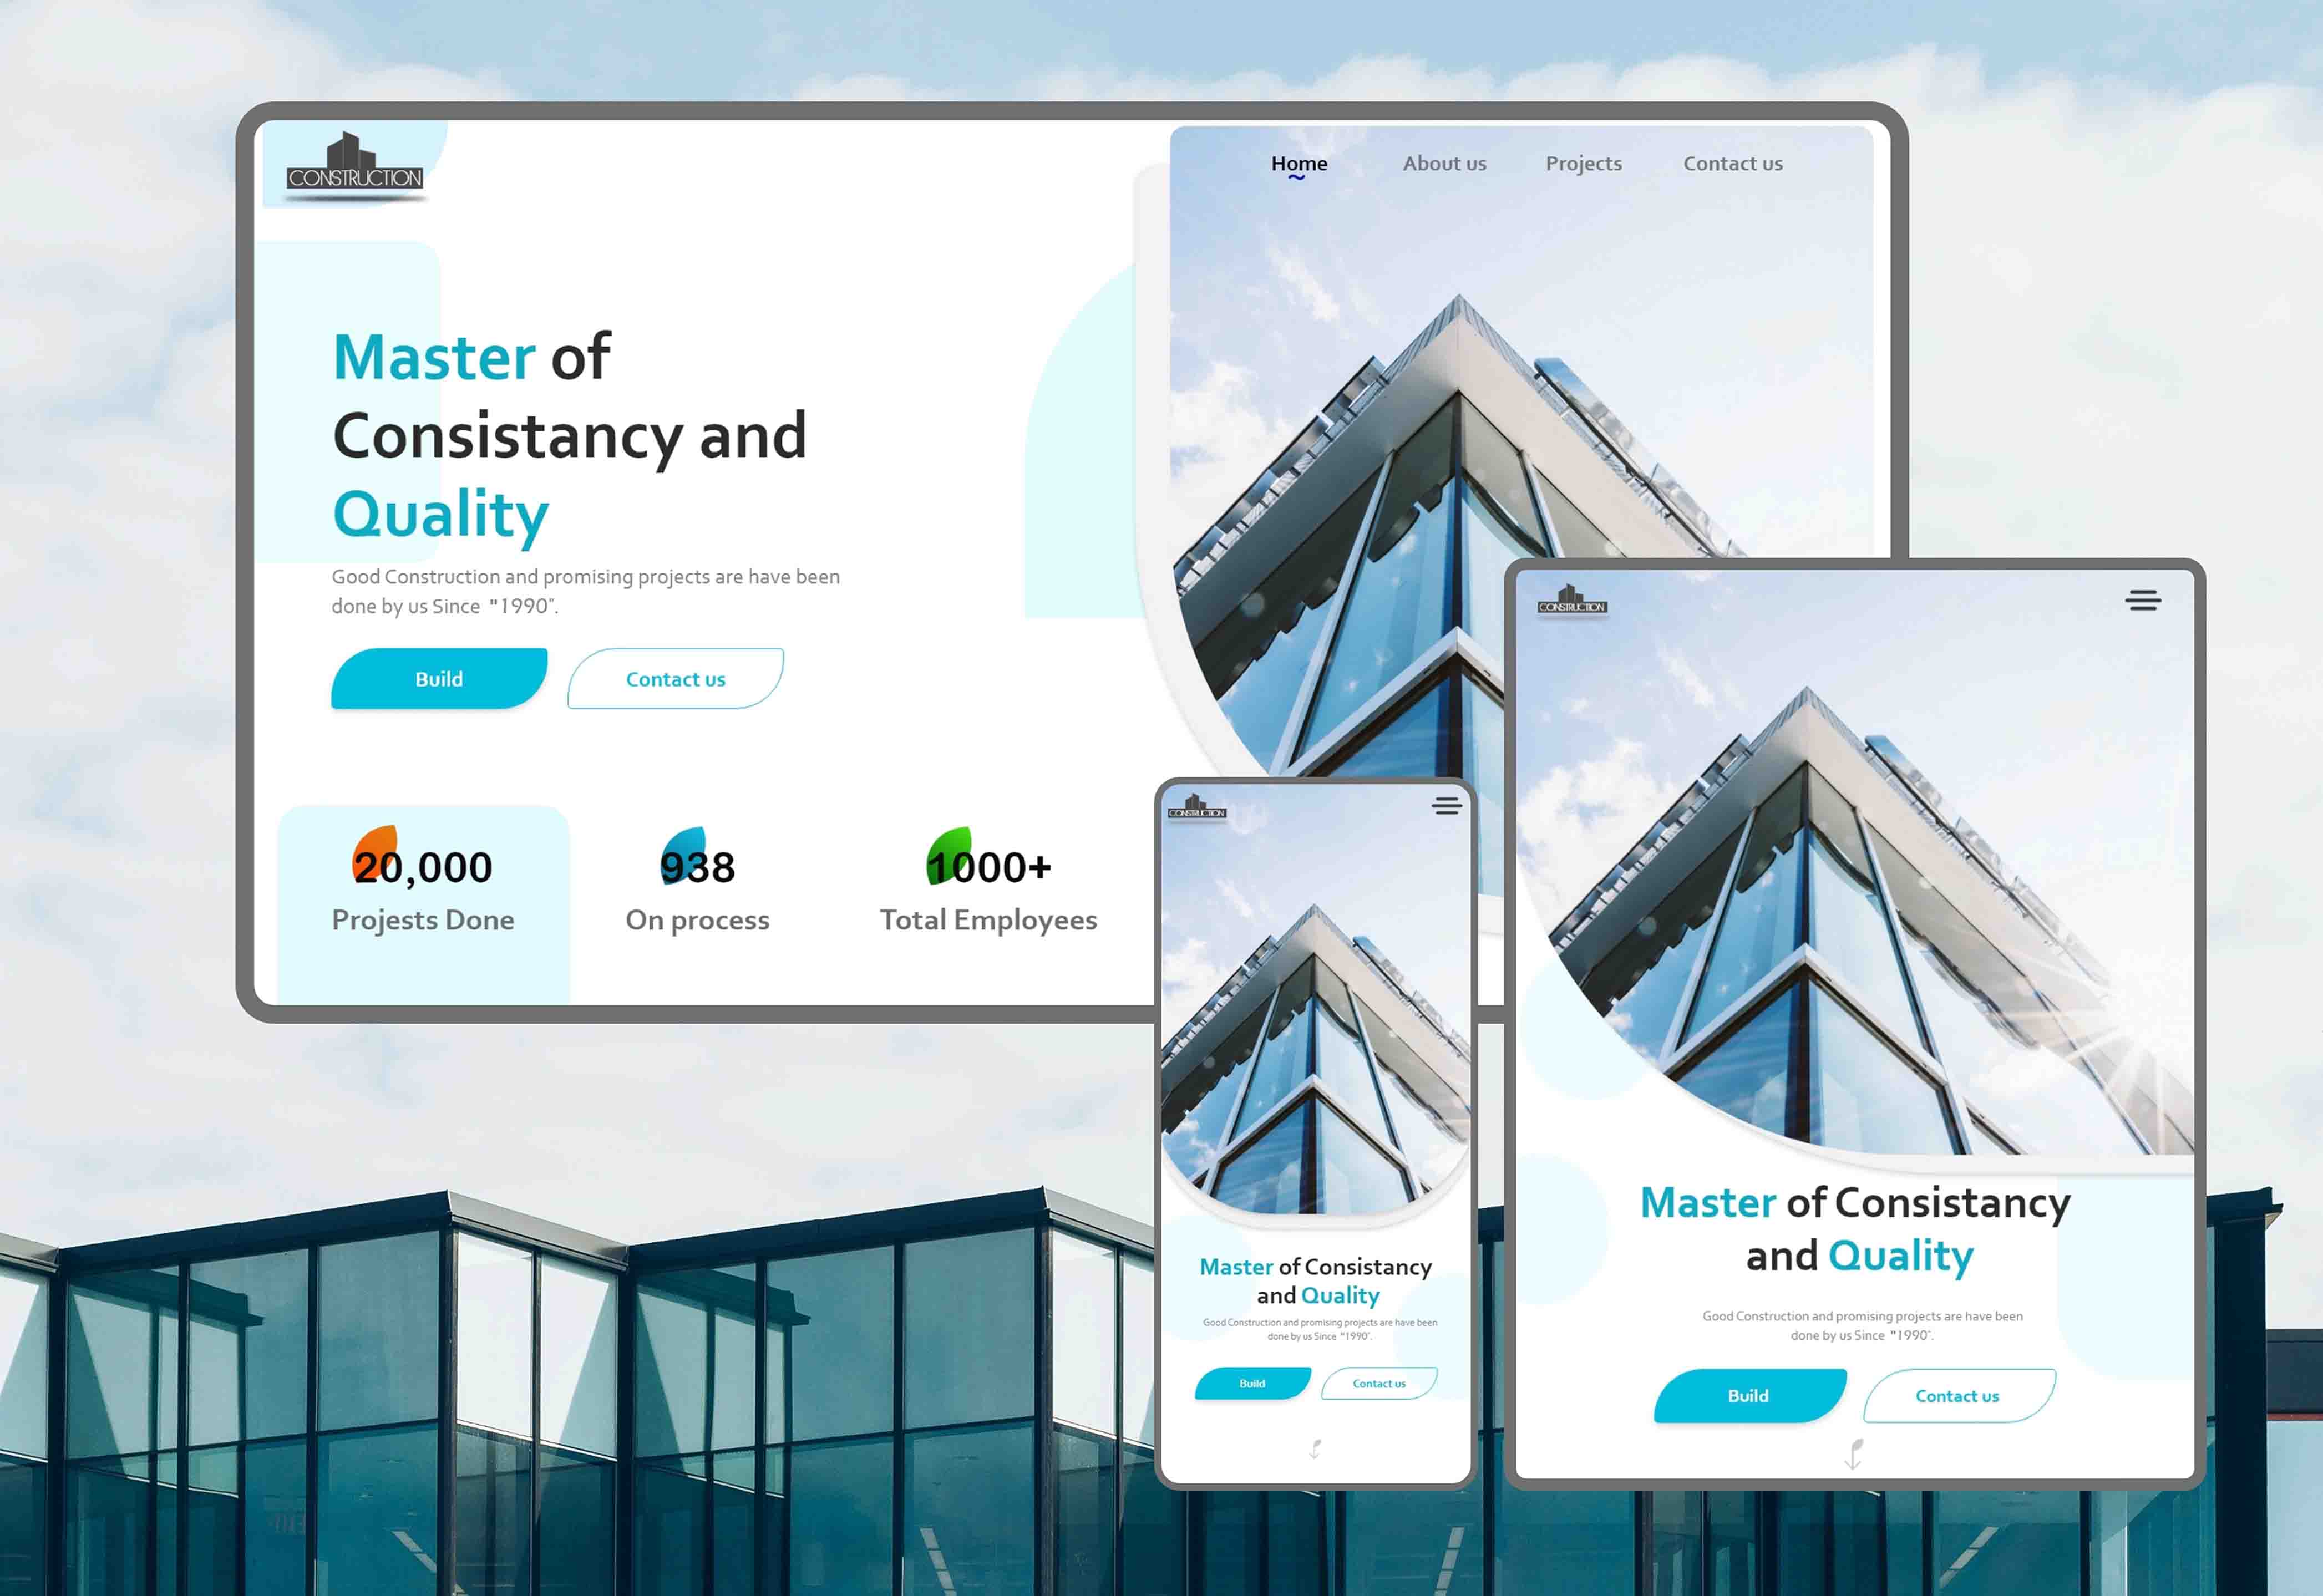 CONSTRUCTION
Home
About us
Projects
Contact us
Master of
Consistancy and
Quality
Good Construction and promising projects are have been
done by us Since "1990".
Build
Contact us
20,000
Projests Done
938
On process
1000+
Total Employees
CONSTRUCTION
Master of Consistancy
and Quality
Good Construction and promising projects are have been
done by us Since "1990".
Build
Contact us
CONSTRUCTION
Master of Consistancy
and Quality
Good Construction and promising projects are have been
done by us Since "1990".
Build
Contact us